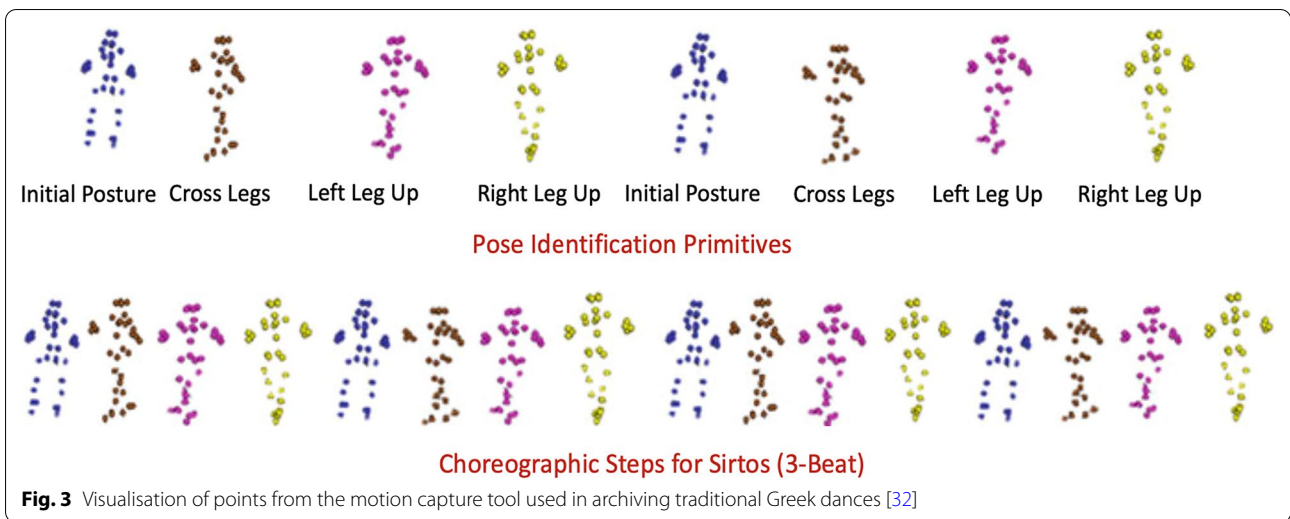 Initial Posture Cross Legs Left Leg Up Right Leg Up Initial Posture Cross Legs Left Leg Up Right Leg Up
Pose Identification Primitives
Choreographic Steps for Sirtos (3-Beat)
Fig. 3 Visualisation of points from the motion capture tool used in archiving traditional Greek dances [32]